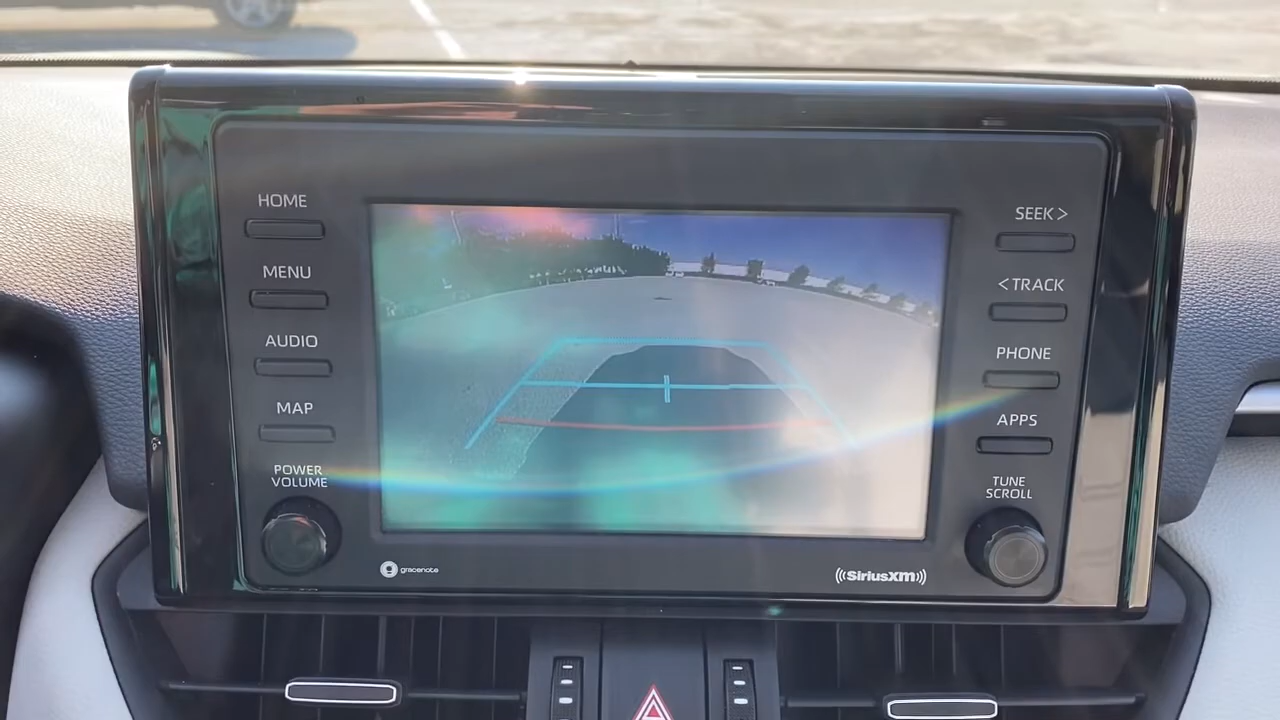 HOME
MENU
AUDIO
MAP
POWER
VOLUME
gracenote
SEEK>
<TRACK
PHONE
APPS
TUNE
SCROLL
((SiriusXM))